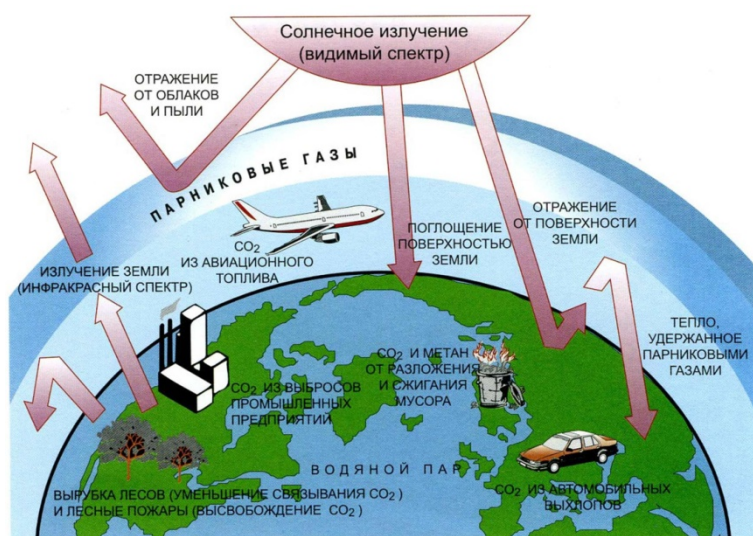 Солнечное излучение
(видимый спектр)
ОТРАЖЕНИЕ
ОТ ОБЛАКОВ
И ПЫЛИ
ПАРНИКОВЫЕ ГАЗЫ
CO₂
ИЗ АВИАЦИОННОГО
ТОПЛИВА
ПОГЛОЩЕНИЕ
ПОВЕРХНОСТЬЮ
ЗЕМЛИ
ОТРАЖЕНИЕ
ОТ ПОВЕРХНОСТИ
ЗЕМЛИ
ИЗЛУЧЕНИЕ ЗЕМЛИ
(ИНФРАКРАСНЫЙ СПЕКТР)
ТЕПЛО,
УДЕРЖАННОЕ
ПАРНИКОВЫМИ
ГАЗАМИ
CO₂ ИЗ ВЫБРОСОВ
ПРОМЫШЛЕННЫХ
ПРЕДПРИЯТИЙ
CO₂ И МЕТАН
ОТ РАЗЛОЖЕНИЯ
И СЖИГАНИЯ
МУСОРА
ВОДЯНОЙ ПАР
ВЫРУБКА ЛЕСОВ (УМЕНЬШЕНИЕ СВЯЗЫВАНИЯ CO₂)
И ЛЕСНЫЕ ПОЖАРЫ (ВЫСВОБОЖДЕНИЕ CO₂)
CO₂ ИЗ АВТОМОБИЛЬНЫХ
ВЫХЛОПОВ